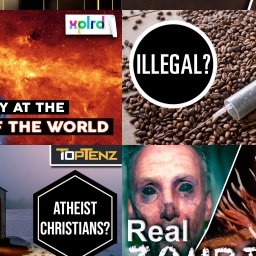 xplrd
Y AT THE
F THE WORLD
ILLEGAL?
TOPTENZ
ATHEIST
CHRISTIANS?
Real